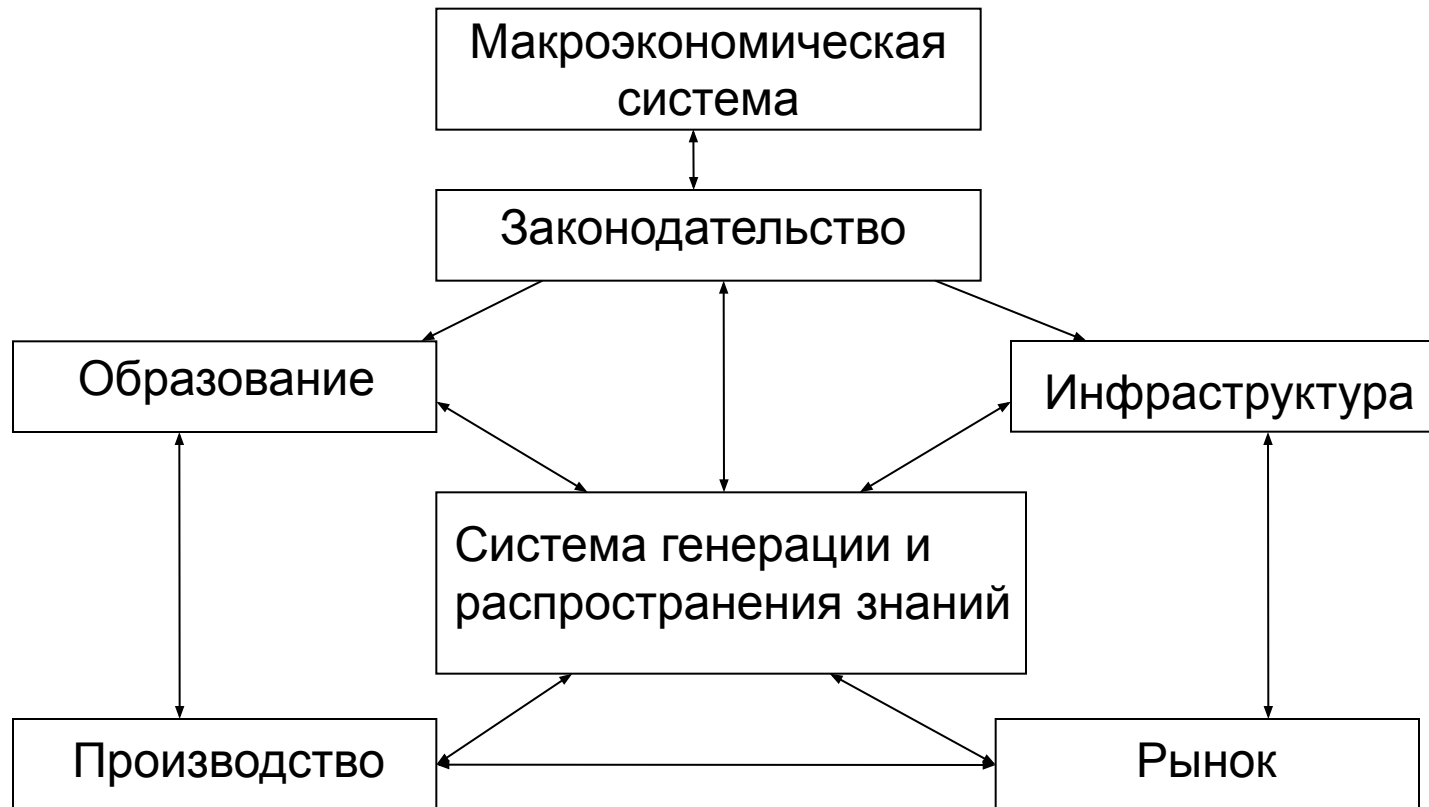 Макроэкономическая
система
Законодательство
Образование
Инфраструктура
Система генерации и
распространения знаний
Производство
Рынок